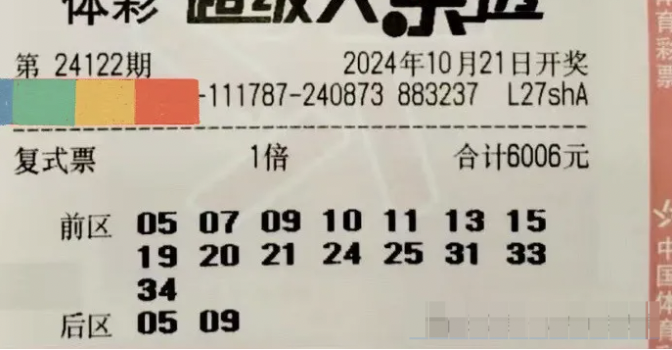 体彩 超级大乐透
第 24122期 2024年10月21日开奖
-111787-240873 883237 L27shA
复式票 1倍 合计6006元
前区 05 07 09 10 11 13 15
19 20 21 24 25 31 33
34
后区 05 09
育彩票
中国体育